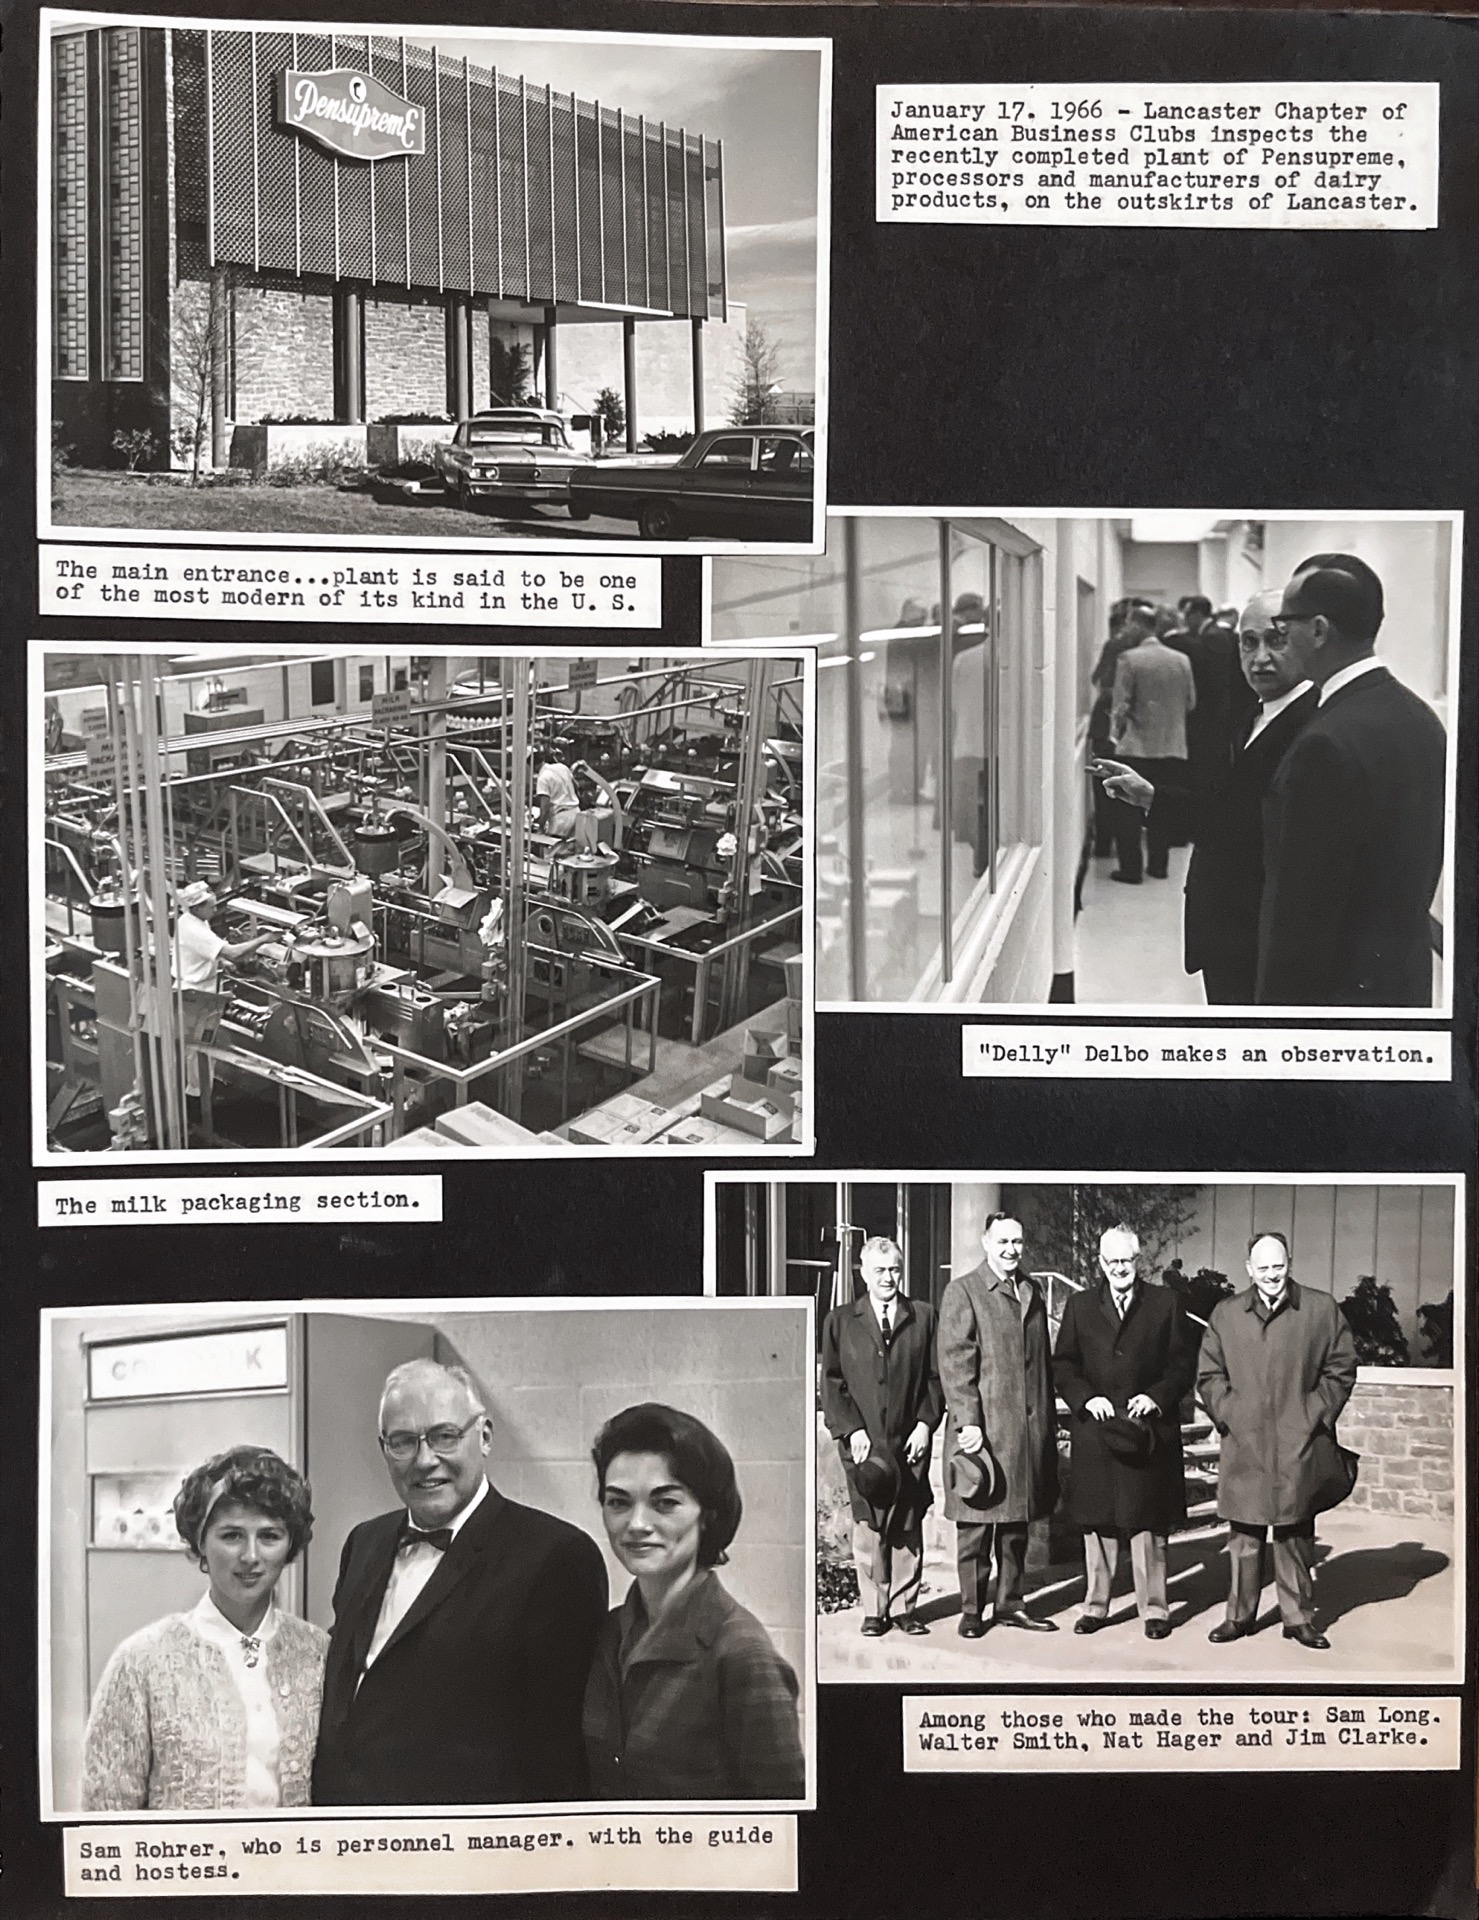 PensupremE
January 17. 1966 - Lancaster Chapter of
American Business Clubs inspects the
recently completed plant of Pensupreme,
processors and manufacturers of dairy
products, on the outskirts of Lancaster.
The main entrance...plant is said to be one
of the most modern of its kind in the U. S.
"Delly" Delbo makes an observation.
MILK
PACKAGING
MILK
PACKAGING
The milk packaging section.
Among those who made the tour: Sam Long.
Walter Smith, Nat Hager and Jim Clarke.
Sam Rohrer, who is personnel manager. with the guide
and hostess.